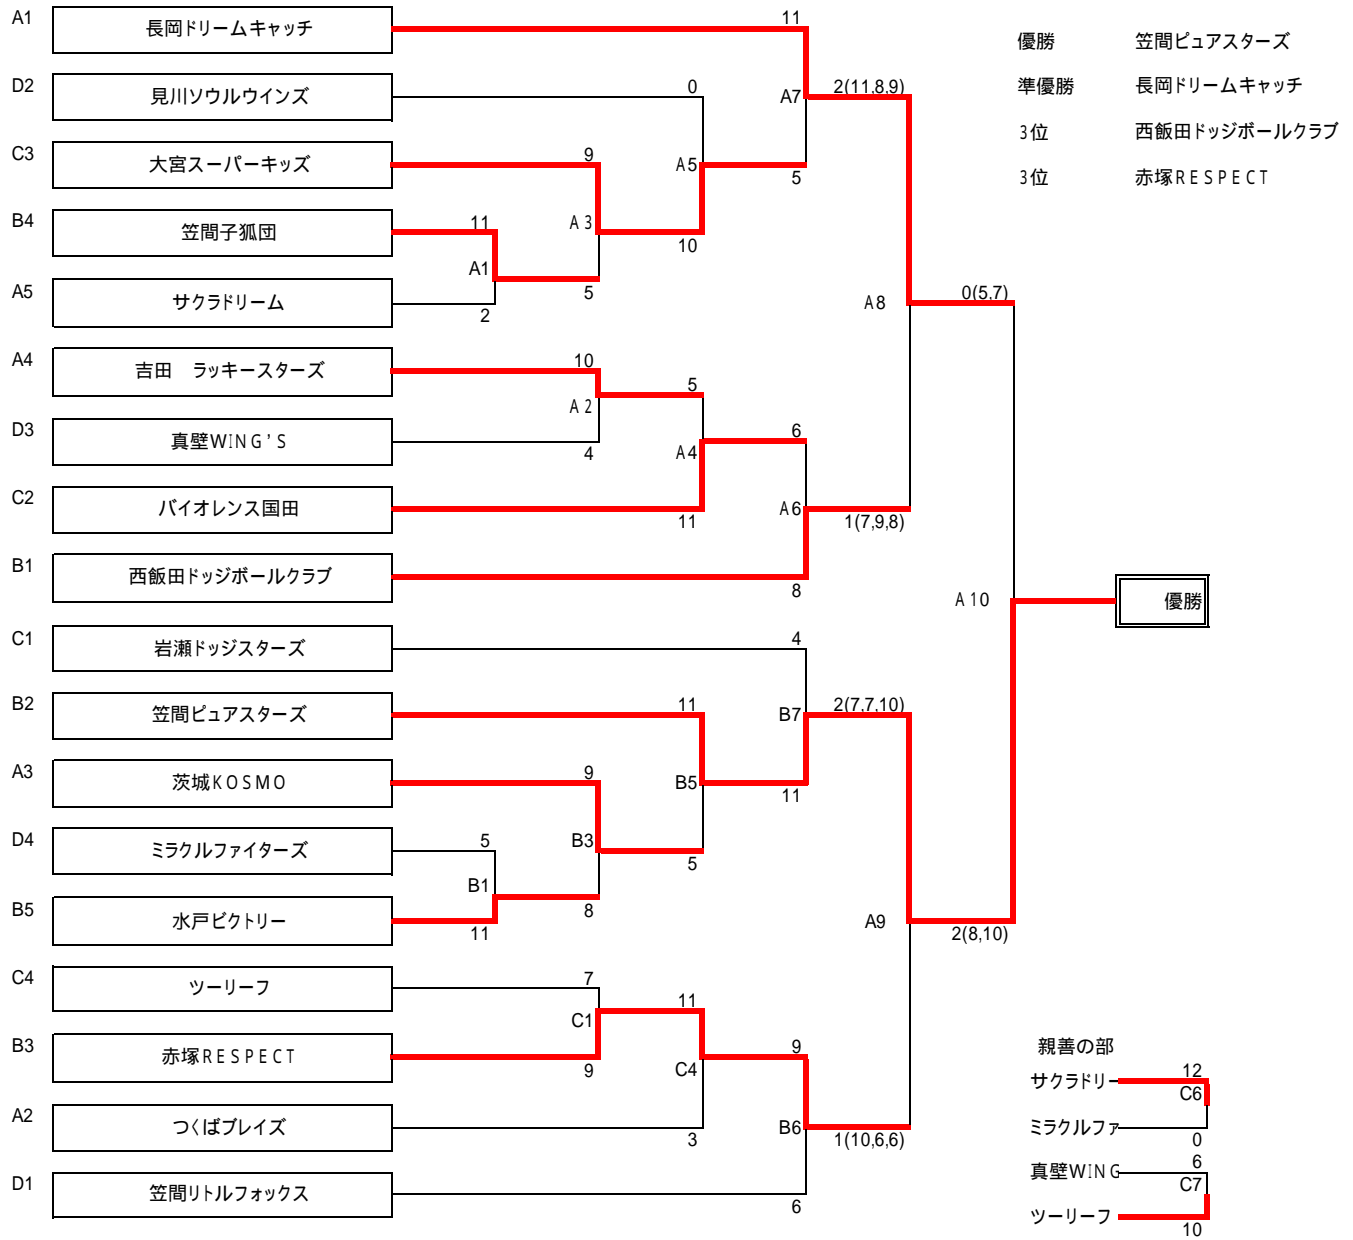 A1 長岡ドリームキャッチ 11
優勝 笠間ピュアスターズ
D2 見川ソウルウインズ 0 A7 2(11,8,9)
準優勝 長岡ドリームキャッチ
3位 西飯田ドッジボールクラブ
C3 大宮スーパーキッズ 9 A5 5
3位 赤塚RESPECT
B4 笠間子狐団 11 A3 10
A1
A5 サクラドリーム 2 5 A8 0(5,7)
A4 吉田　ラッキースターズ 10 5
A2
D3 真壁WING'S 4 A4 6
C2 バイオレンス国田 11 A6 1(7,9,8)
B1 西飯田ドッジボールクラブ 8
A10 優勝
C1 岩瀬ドッジスターズ 4
B2 笠間ピュアスターズ 11 B7 2(7,7,10)
A3 茨城KOSMO 9 B5 11
D4 ミラクルファイターズ 5 B3 5
B1
B5 水戸ビクトリー 11 8 A9 2(8,10)
C4 ツーリーフ 7 11
C1
B3 赤塚RESPECT 9 C4 9
A2 つくばブレイズ 3 B6 1(10,6,6)
D1 笠間リトルフォックス 6
親善の部
サクラドリー 12
C6
ミラクルファ 0
真壁WING 6
C7
ツーリーフ 10